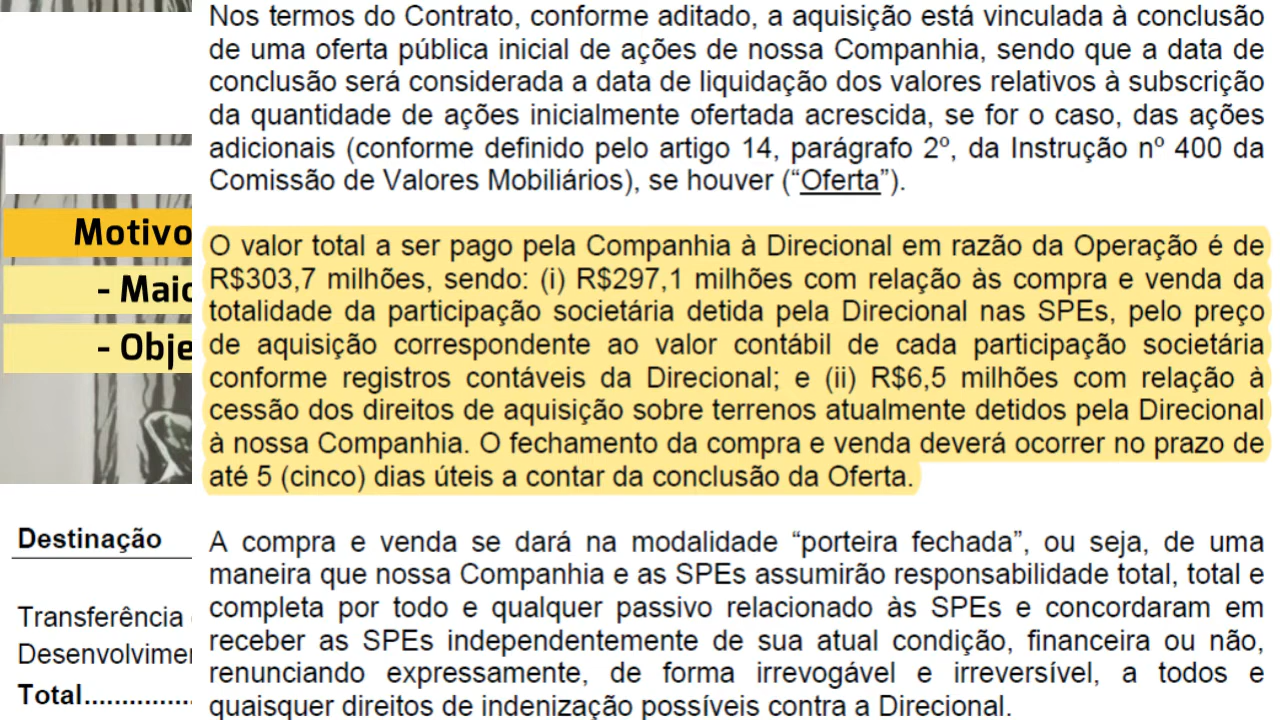 Nos termos do Contrato, conforme aditado, a aquisição está vinculada à conclusão
de uma oferta pública inicial de ações de nossa Companhia, sendo que a data de
conclusão será considerada a data de liquidação dos valores relativos à subscrição
da quantidade de ações inicialmente ofertada acrescida, se for o caso, das ações
adicionais (conforme definido pelo artigo 14, parágrafo 2º, da Instrução nº 400 da
Comissão de Valores Mobiliários), se houver (“Oferta”).
O valor total a ser pago pela Companhia à Direcional em razão da Operação é de
R$303,7 milhões, sendo: (i) R$297,1 milhões com relação às compra e venda da
totalidade da participação societária detida pela Direcional nas SPEs, pelo preço
de aquisição correspondente ao valor contábil de cada participação societária
conforme registros contáveis da Direcional; e (ii) R$6,5 milhões com relação à
cessão dos direitos de aquisição sobre terrenos atualmente detidos pela Direcional
à nossa Companhia. O fechamento da compra e venda deverá ocorrer no prazo de
até 5 (cinco) dias úteis a contar da conclusão da Oferta.
A compra e venda se dará na modalidade “porteira fechada”, ou seja, de uma
maneira que nossa Companhia e as SPEs assumirão responsabilidade total, total e
completa por todo e qualquer passivo relacionado às SPEs e concordaram em
receber as SPEs independentemente de sua atual condição, financeira ou não,
renunciando expressamente, de forma irrevogável e irreversível, a todos e
quaisquer direitos de indenização possíveis contra a Direcional.
Motivo
- Maio
- Obje
Destinação
Transferência
Desenvolvimen
Total................